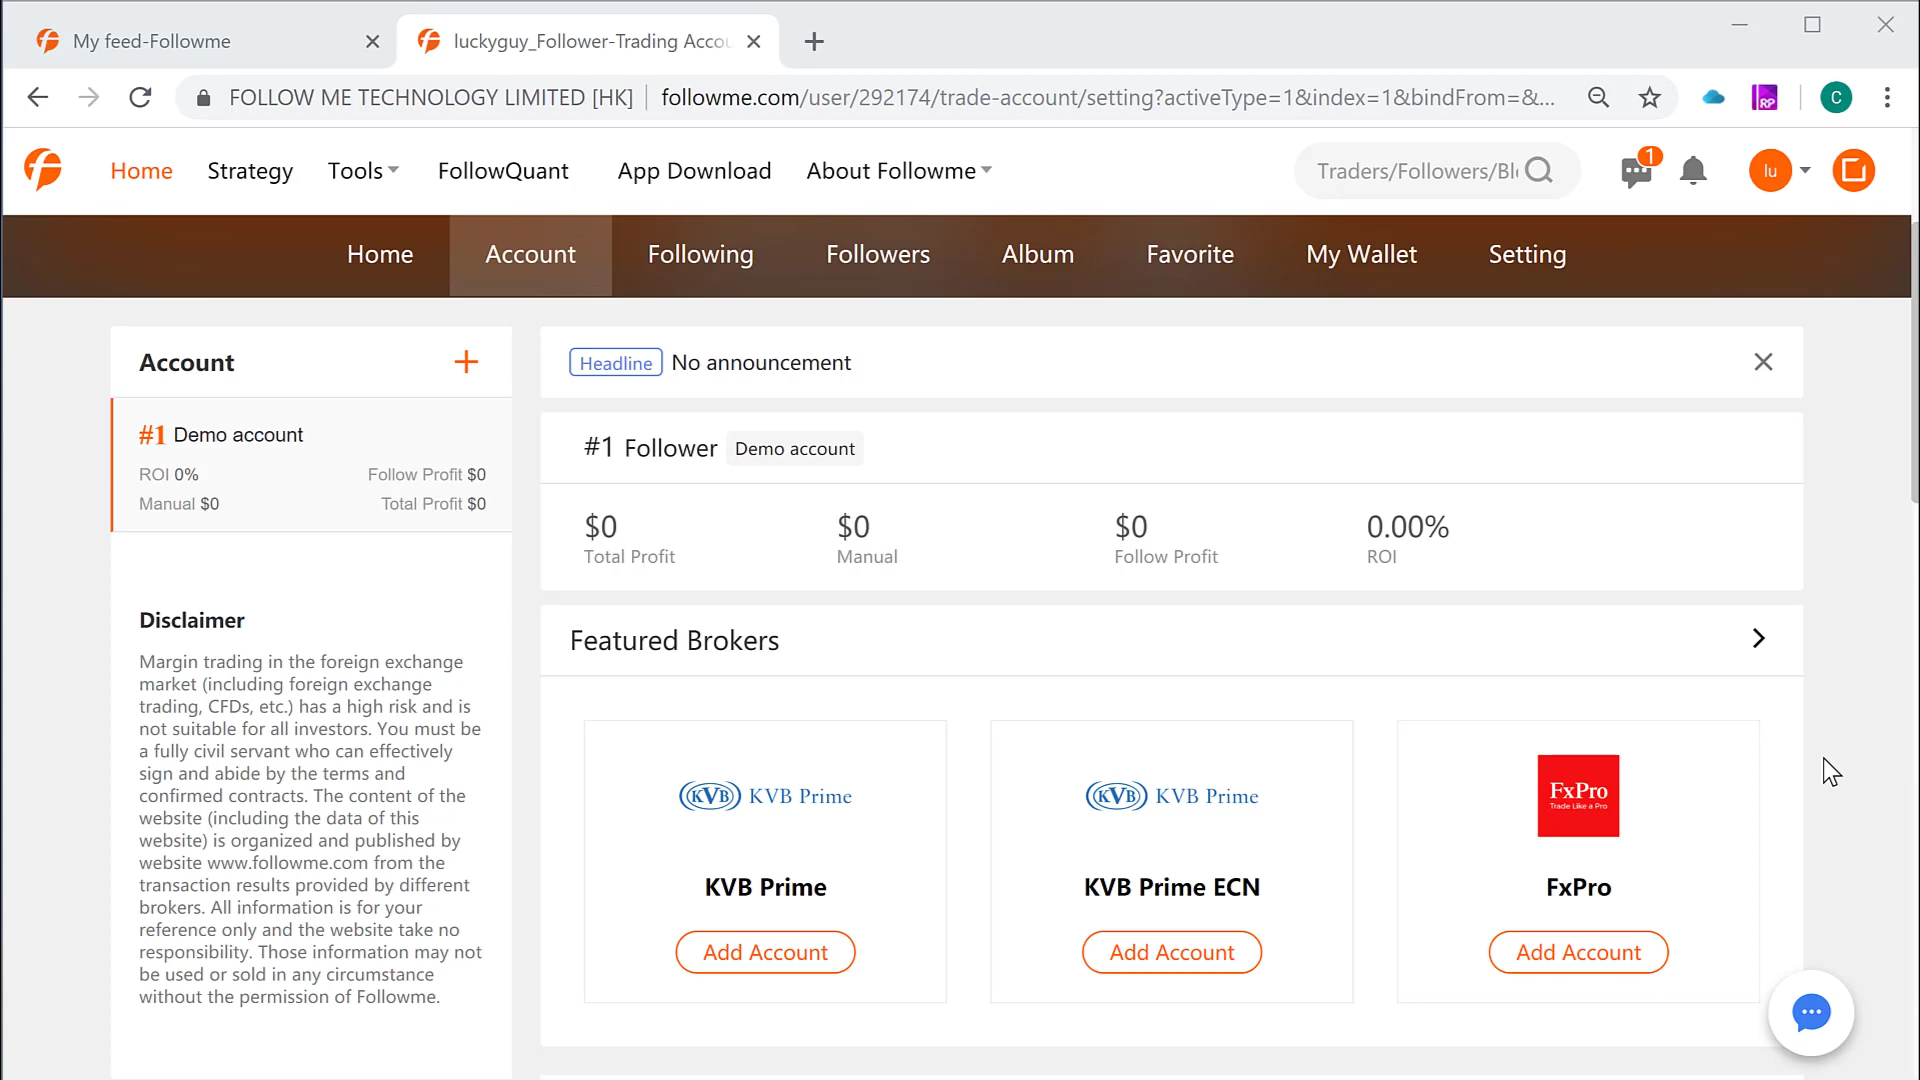 My feed-Followme
luckyguy_Follower-Trading Accou
FOLLOW ME TECHNOLOGY LIMITED [HK]
followme.com/user/292174/trade-account/setting?activeType=1&index=1&bindFrom=&...
RP
C
Home
Strategy
Tools
FollowQuant
App Download
About Followme
Traders/Followers/Bl
1
lu
Home
Account
Following
Followers
Album
Favorite
My Wallet
Setting
Account
#1 Demo account
ROI 0% Follow Profit $0
Manual $0 Total Profit $0
Disclaimer
Margin trading in the foreign exchange
market (including foreign exchange
trading, CFDs, etc.) has a high risk and is
not suitable for all investors. You must be
a fully civil servant who can effectively
sign and abide by the terms and
confirmed contracts. The content of the
website (including the data of this
website) is organized and published by
website www.followme.com from the
transaction results provided by different
brokers. All information is for your
reference only and the website take no
responsibility. Those information may not
be used or sold in any circumstance
without the permission of Followme.
Headline No announcement
#1 Follower Demo account
$0 $0 $0 0.00%
Total Profit Manual Follow Profit ROI
Featured Brokers
KVB KVB Prime
KVB Prime
Add Account
KVB KVB Prime
KVB Prime ECN
Add Account
FxPro
Trade Like a Pro
FxPro
Add Account